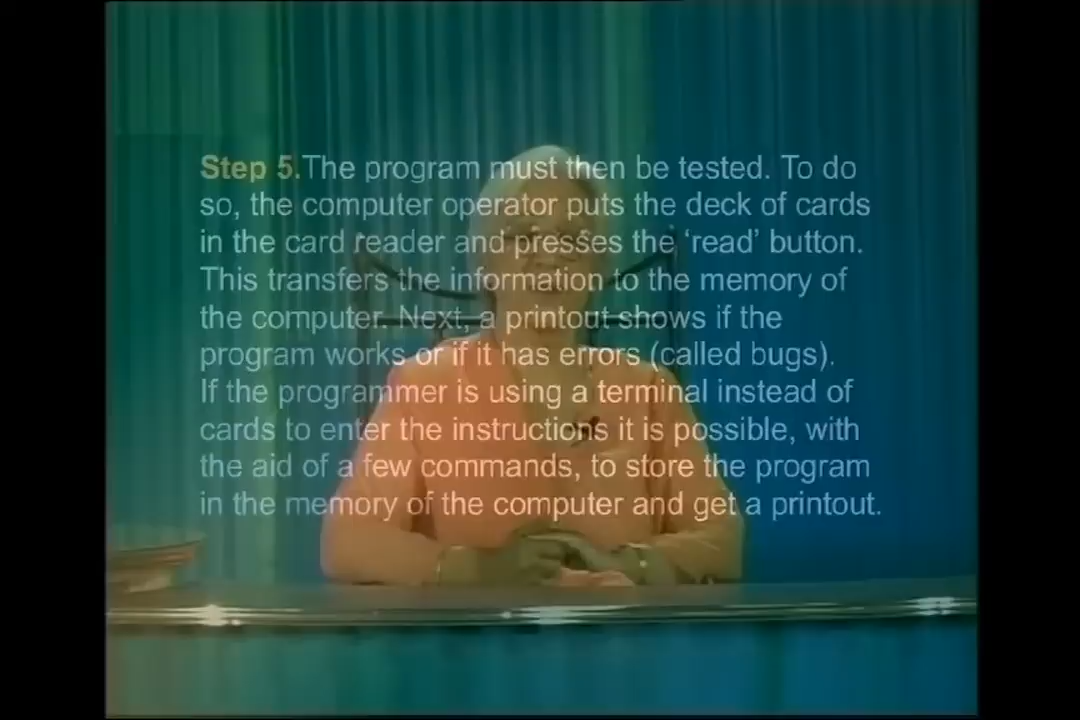 Step 5.The program must then be tested. To do
so, the computer operator puts the deck of cards
in the card reader and presses the ‘read’ button.
This transfers the information to the memory of
the computer. Next, a printout shows if the
program works or if it has errors (called bugs).
If the programmer is using a terminal instead of
cards to enter the instructions it is possible, with
the aid of a few commands, to store the program
in the memory of the computer and get a printout.